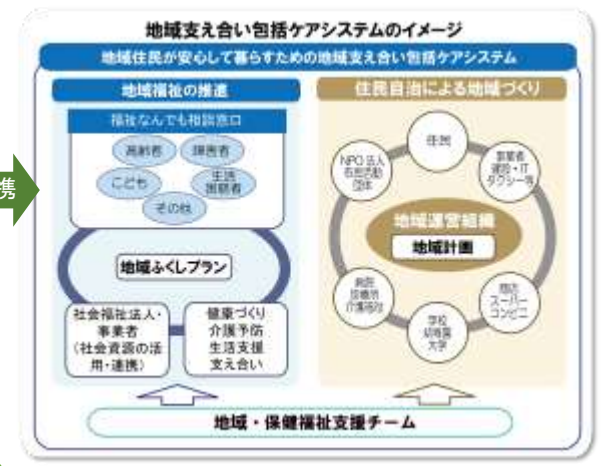 地域支え合い包括ケアシステムのイメージ
地域住民が安心して暮らすための地域支え合い包括ケアシステム
携
地域福祉の推進
福祉なんでも相談窓口
高齢者
障害者
こども
生活
困窮者
その他
地域ふくしプラン
社会福祉法人・
事業者
(社会資源の活
用・連携)
健康づくり
介護予防
生活支援
支え合い
住民自治による地域づくり
住民
NPO法人
市民活動
団体
事業者
建設・IT
タクシー等
地域運営組織
地域計画
病院
診療所
介護施設
商店
スーパー
コンビニ
学校
幼稚園
大学
地域・保健福祉支援チーム